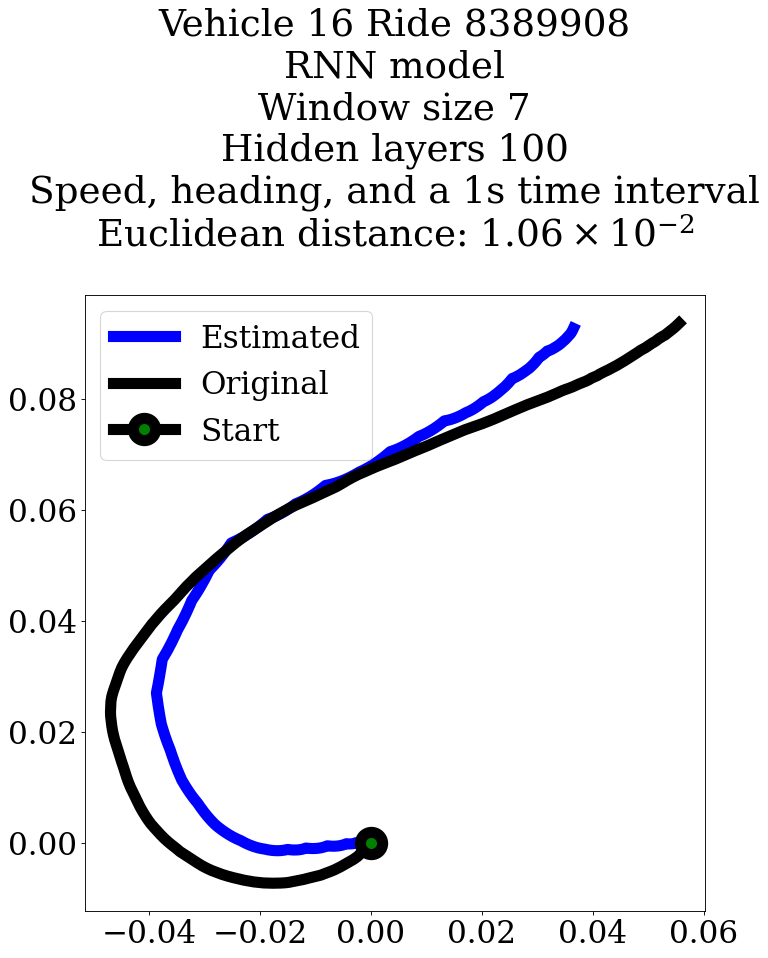 Vehicle 16 Ride 8389908
RNN model
Window size 7
Hidden layers 100
Speed, heading, and a 1s time interval
Euclidean distance: 1.06 × 10⁻²
Estimated
Original
Start
0.08
0.06
0.04
0.02
0.00
−0.04 −0.02 0.00 0.02 0.04 0.06